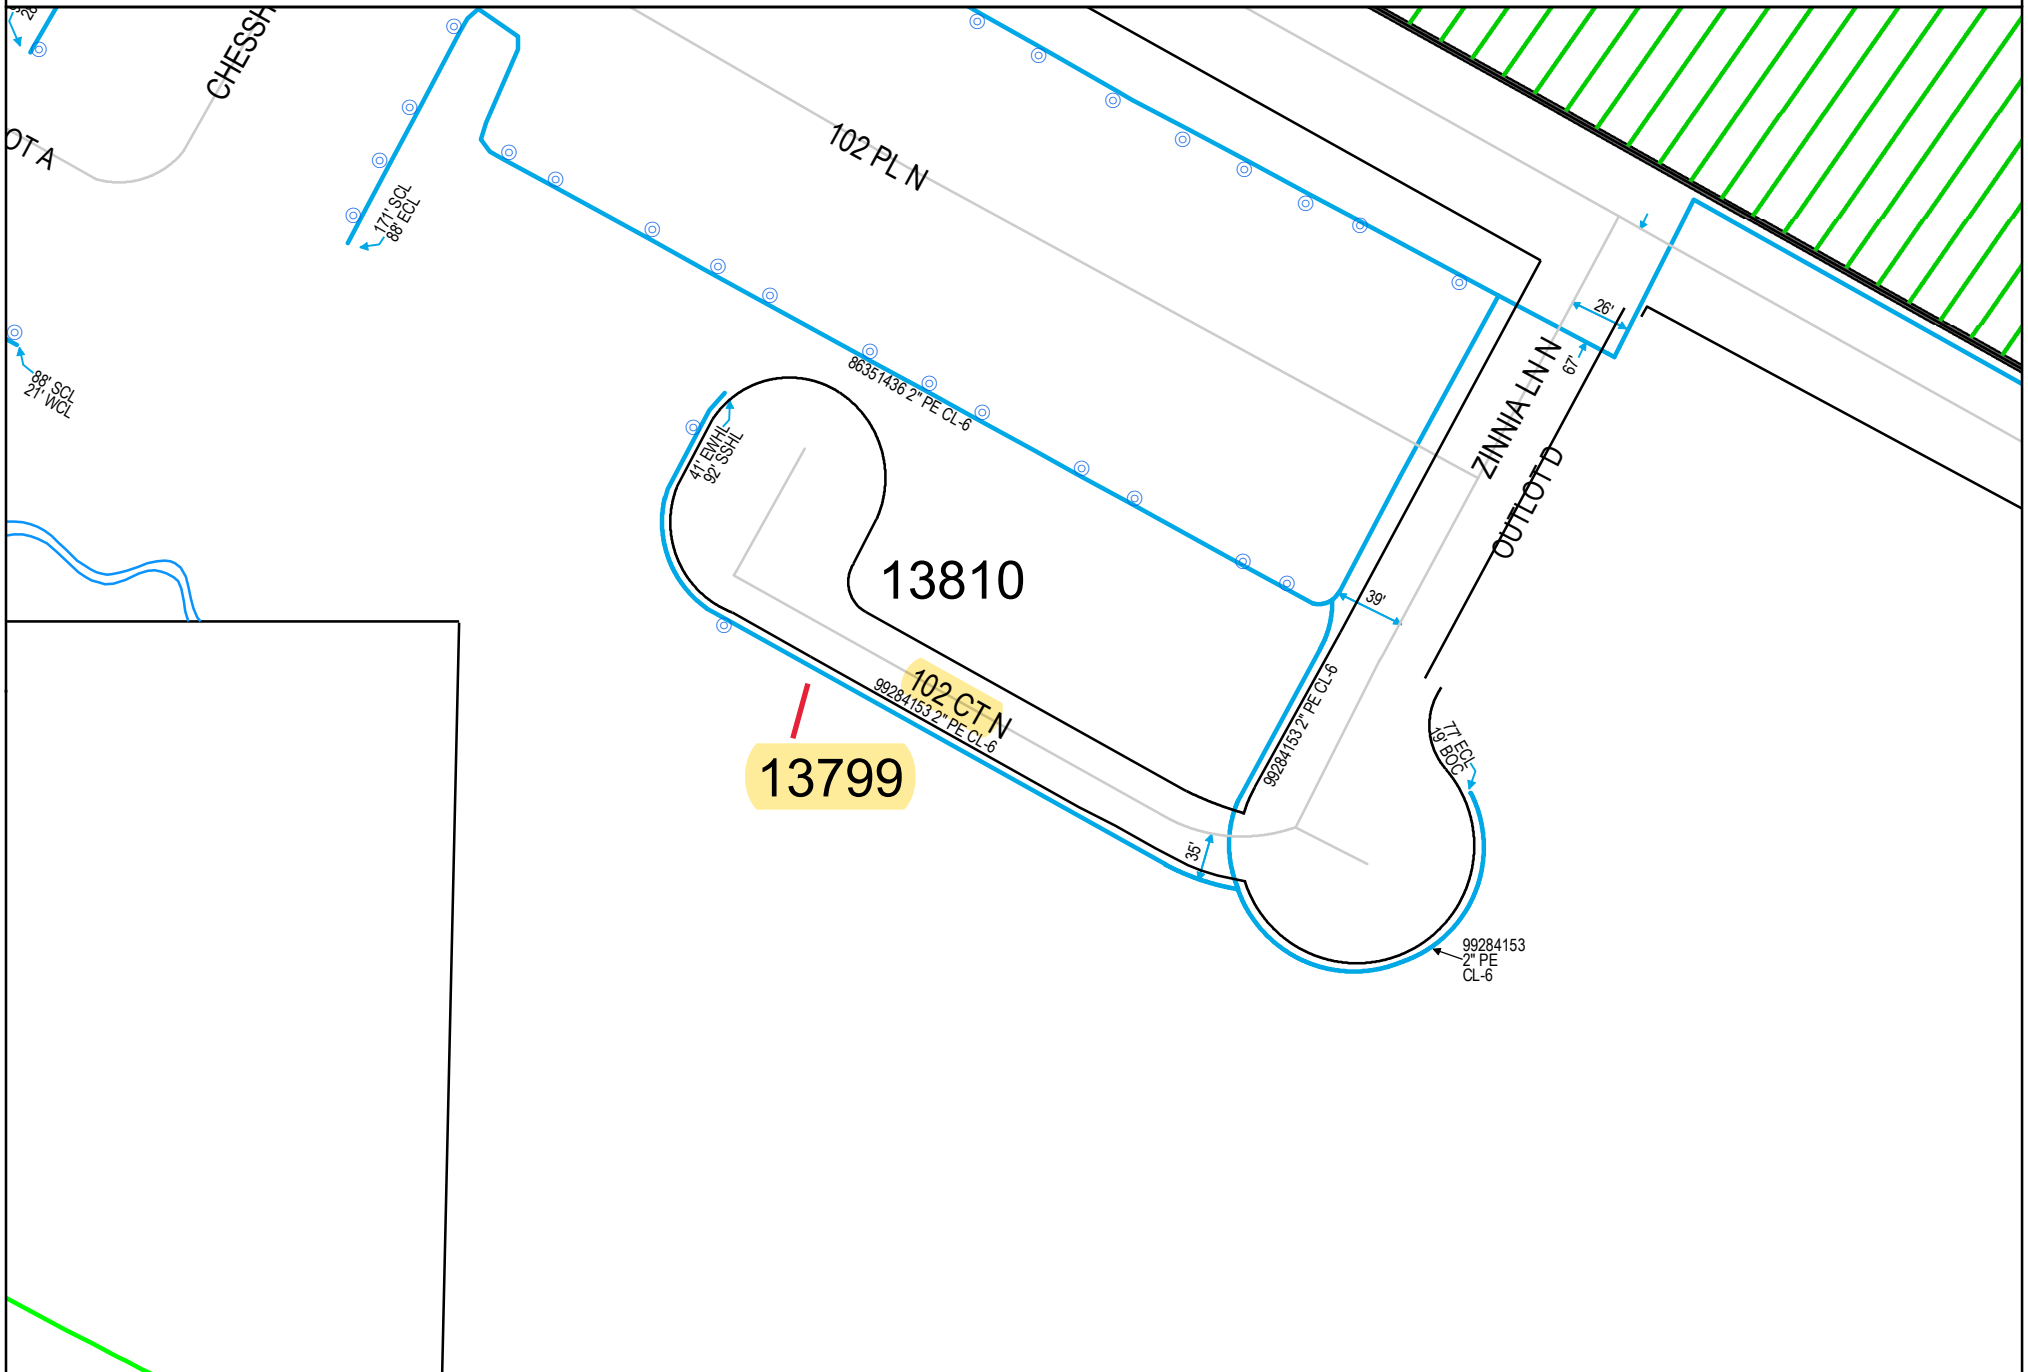 CHESSH
OT A
102 PL N
171' SCL
88' ECL
26'
67'
ZINNIA LN N
OUTLOT D
88' SCL
21' WCL
86351436 2" PE CL-6
41' EWHL
92' SSHL
13810
39'
102 CT N
99284153 2" PE CL-6
99284153 2" PE CL-6
77' ECL
19' BOC
13799
35'
99284153
2" PE
CL-6